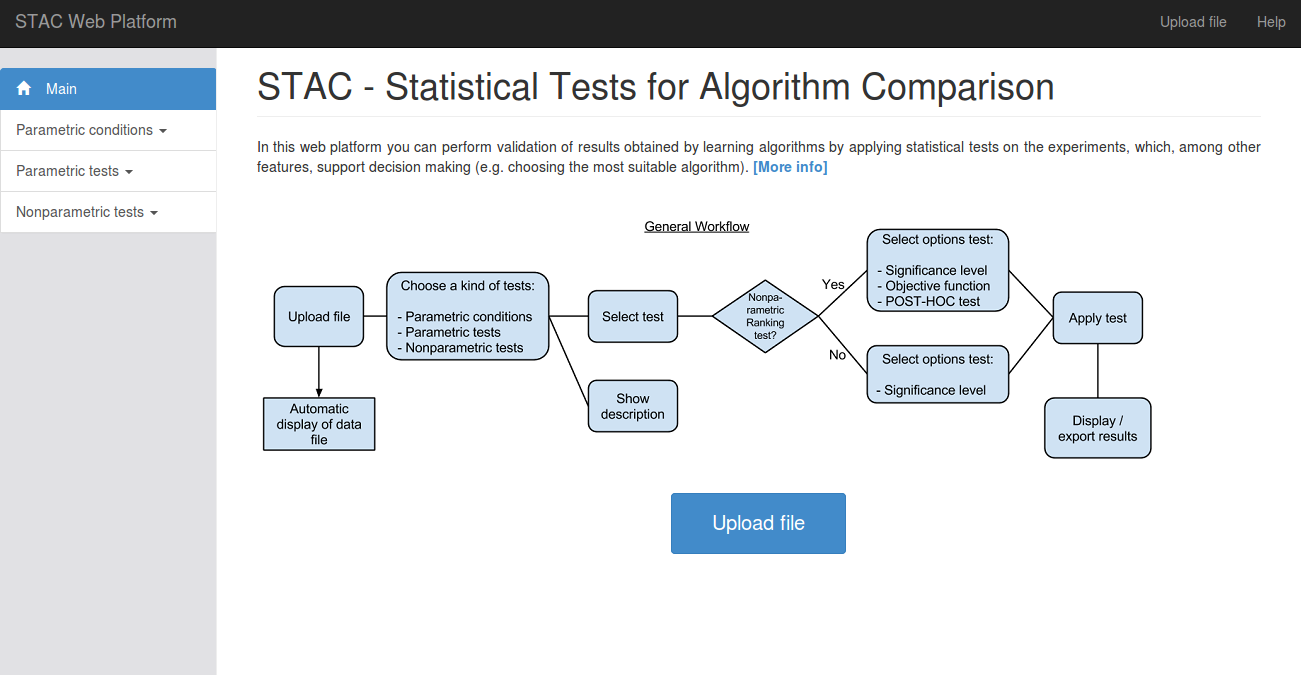 STAC Web Platform
Upload file
Help
Main
Parametric conditions
Parametric tests
Nonparametric tests
STAC - Statistical Tests for Algorithm Comparison
In this web platform you can perform validation of results obtained by learning algorithms by applying statistical tests on the experiments, which, among other
features, support decision making (e.g. choosing the most suitable algorithm). [More info]
General Workflow
Upload file
Automatic
display of data
file
Choose a kind of tests:
- Parametric conditions
- Parametric tests
- Nonparametric tests
Select test
Show
description
Nonpa-
rametric
Ranking
test?
Yes
No
Select options test:
- Significance level
- Objective function
- POST-HOC test
Select options test:
- Significance level
Apply test
Display /
export results
Upload file